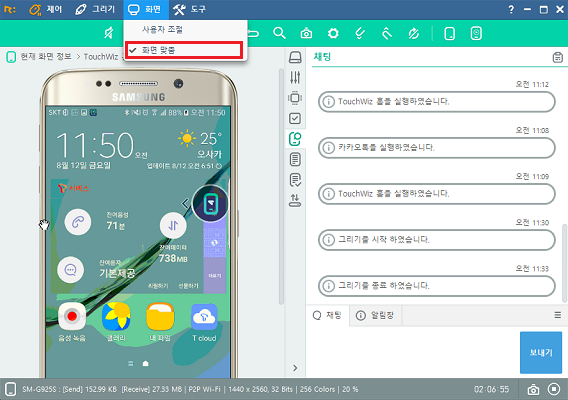 제어 그리기 화면 도구
사용자 조절
화면 맞춤
현재 화면 정보 > TouchWiz
채팅
SAMSUNG
SKT 88% 오전 11:50
11:50 오전
8월 12일 금요일
25°
오사카
업데이트 8/12 오전 6:51
잔여음성
71분
잔여데이터
738MB
잔여문자
기본제공
선물하기
더보기
음성 녹음 갤러리 내 파일 T cloud
오전 11:12
TouchWiz 홈을 실행하였습니다.
오전 11:08
카카오톡을 실행하였습니다.
오전 11:09
TouchWiz 홈을 실행하였습니다.
오전 11:30
그리기를 시작 하였습니다.
오전 11:33
그리기를 종료 하였습니다.
채팅 알림창
보내기
SM-G925S : [Send] 152.99 KB [Receive] 27.33 MB | P2P Wi-Fi | 1440 x 2560, 32 Bits | 256 Colors | 20 %
02:06:55